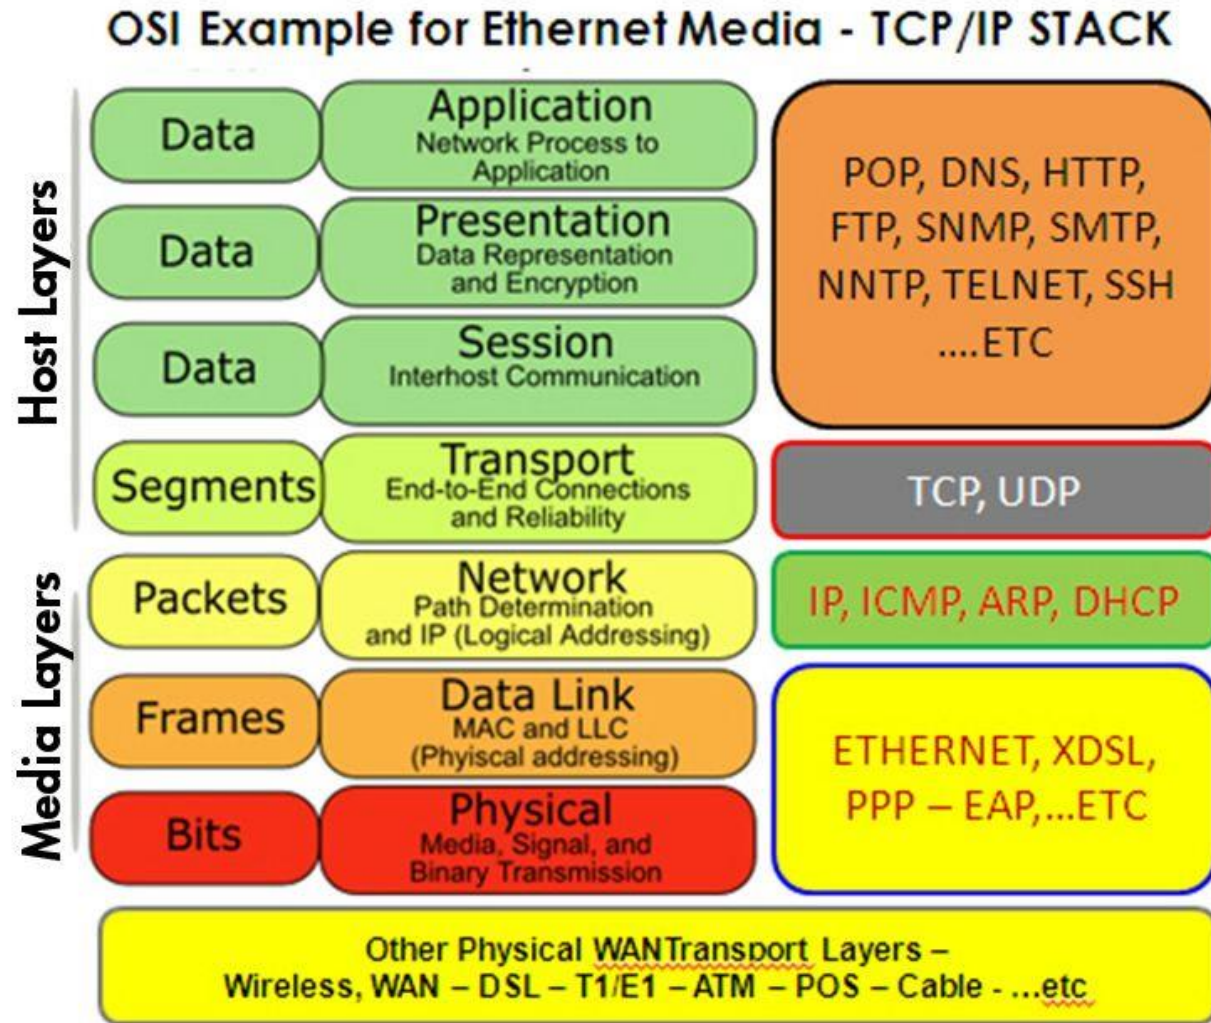 OSI Example for Ethernet Media - TCP/IP STACK
Host Layers
Data
Application
Network Process to
Application
Data
Presentation
Data Representation
and Encryption
Data
Session
Interhost Communication
POP, DNS, HTTP,
FTP, SNMP, SMTP,
NNTP, TELNET, SSH
....ETC
Segments
Transport
End-to-End Connections
and Reliability
TCP, UDP
Media Layers
Packets
Network
Path Determination
and IP (Logical Addressing)
IP, ICMP, ARP, DHCP
Frames
Data Link
MAC and LLC
(Phyiscal addressing)
Bits
Physical
Media, Signal, and
Binary Transmission
ETHERNET, XDSL,
PPP – EAP,...ETC
Other Physical WANTransport Layers –
Wireless, WAN – DSL – T1/E1 – ATM – POS – Cable - ...etc